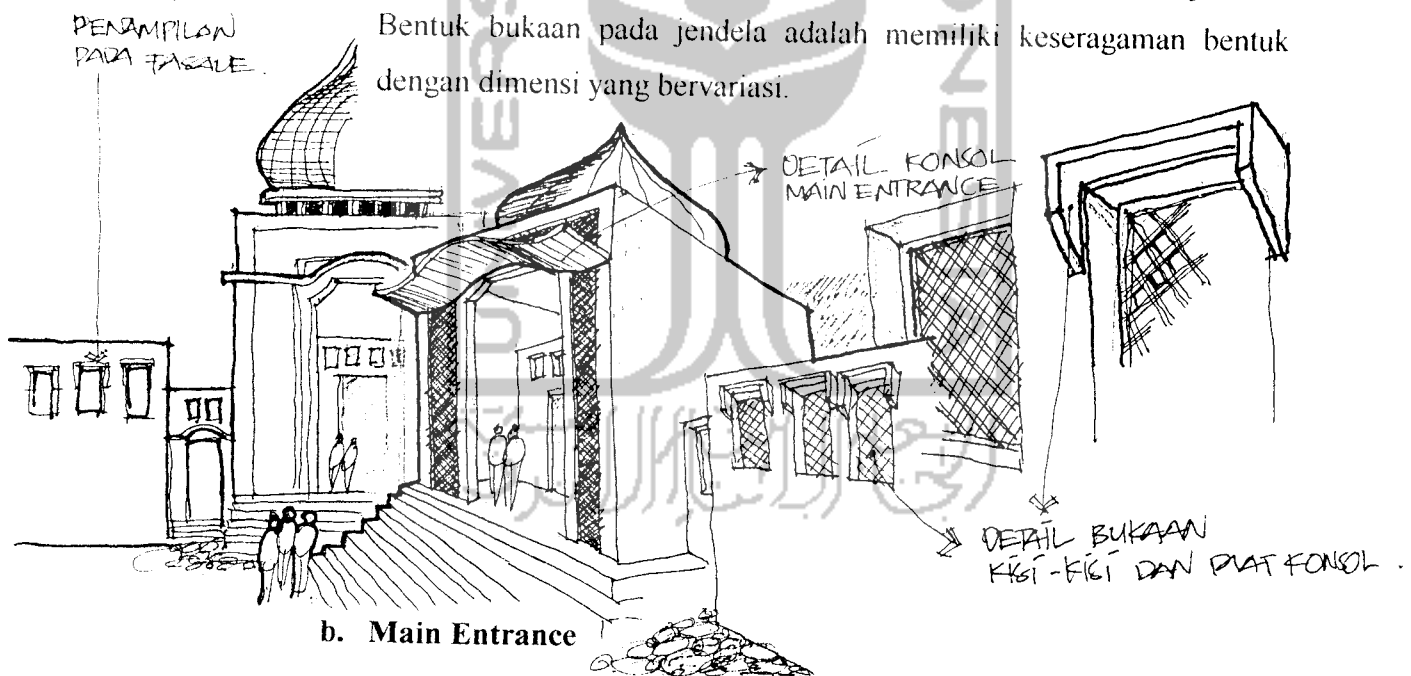 PENAMPILAN
PADA FASADE.
Bentuk bukaan pada jendela adalah memiliki keseragaman bentuk
dengan dimensi yang bervariasi.
DETAIL KONSOL
MAIN ENTRANCE
DETAIL BUKAAN
KISI-KISI DAN PLAT KONSOL.
b. Main Entrance